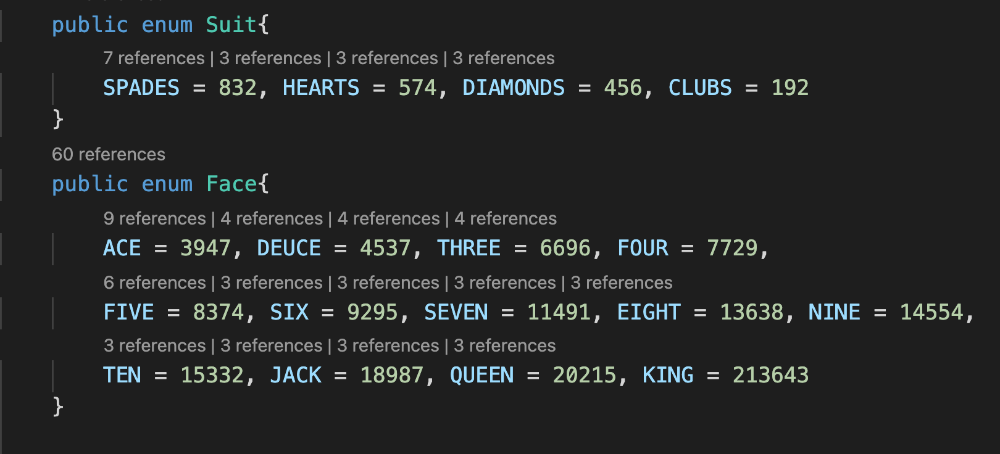 public enum Suit{
7 references | 3 references | 3 references | 3 references
SPADES = 832, HEARTS = 574, DIAMONDS = 456, CLUBS = 192
}
60 references
public enum Face{
9 references | 4 references | 4 references | 4 references
ACE = 3947, DEUCE = 4537, THREE = 6696, FOUR = 7729,
6 references | 3 references | 3 references | 3 references | 3 references
FIVE = 8374, SIX = 9295, SEVEN = 11491, EIGHT = 13638, NINE = 14554,
3 references | 3 references | 3 references | 3 references
TEN = 15332, JACK = 18987, QUEEN = 20215, KING = 213643
}